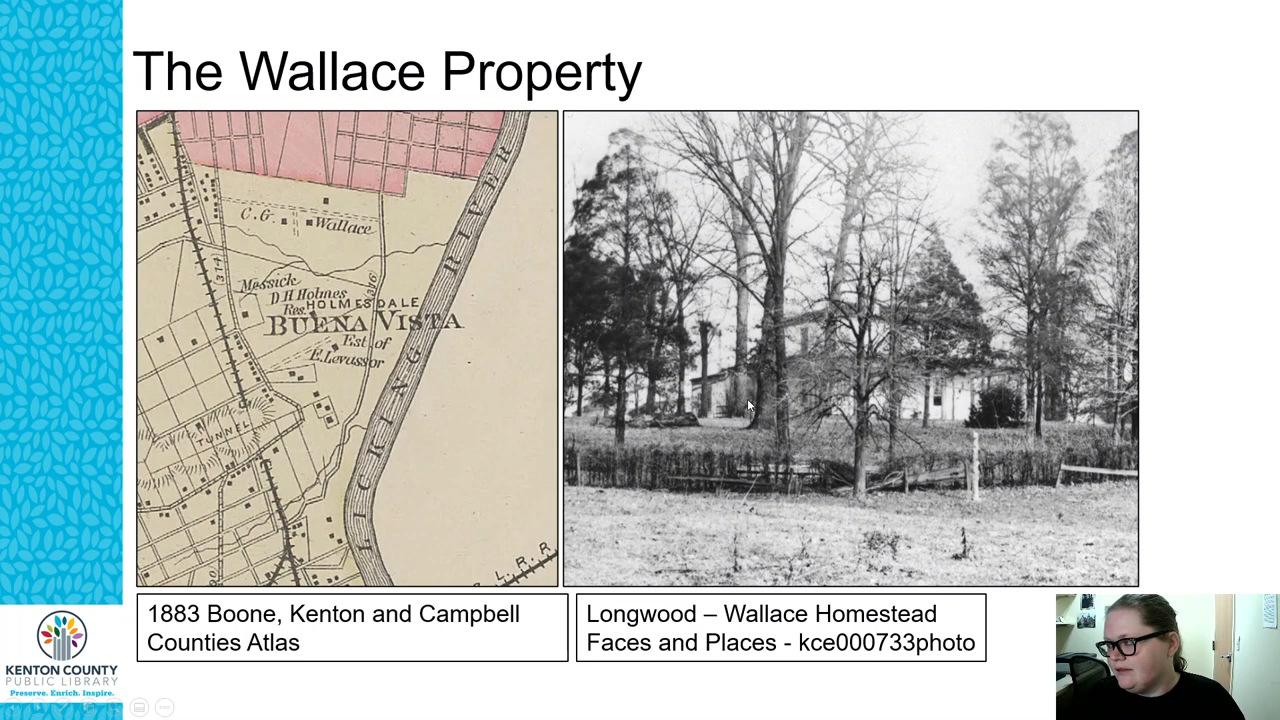 The Wallace Property
C. G. Wallace
Messick
D H Holmes
Res.
HOLMESDALE
BUENA VISTA
Est. of
E. Levassor
TUNNEL
LICKING RIVER
L. R. R.
1883 Boone, Kenton and Campbell
Counties Atlas
Longwood – Wallace Homestead
Faces and Places - kce000733photo
KENTON COUNTY
PUBLIC LIBRARY
Preserve. Enrich. Inspire.